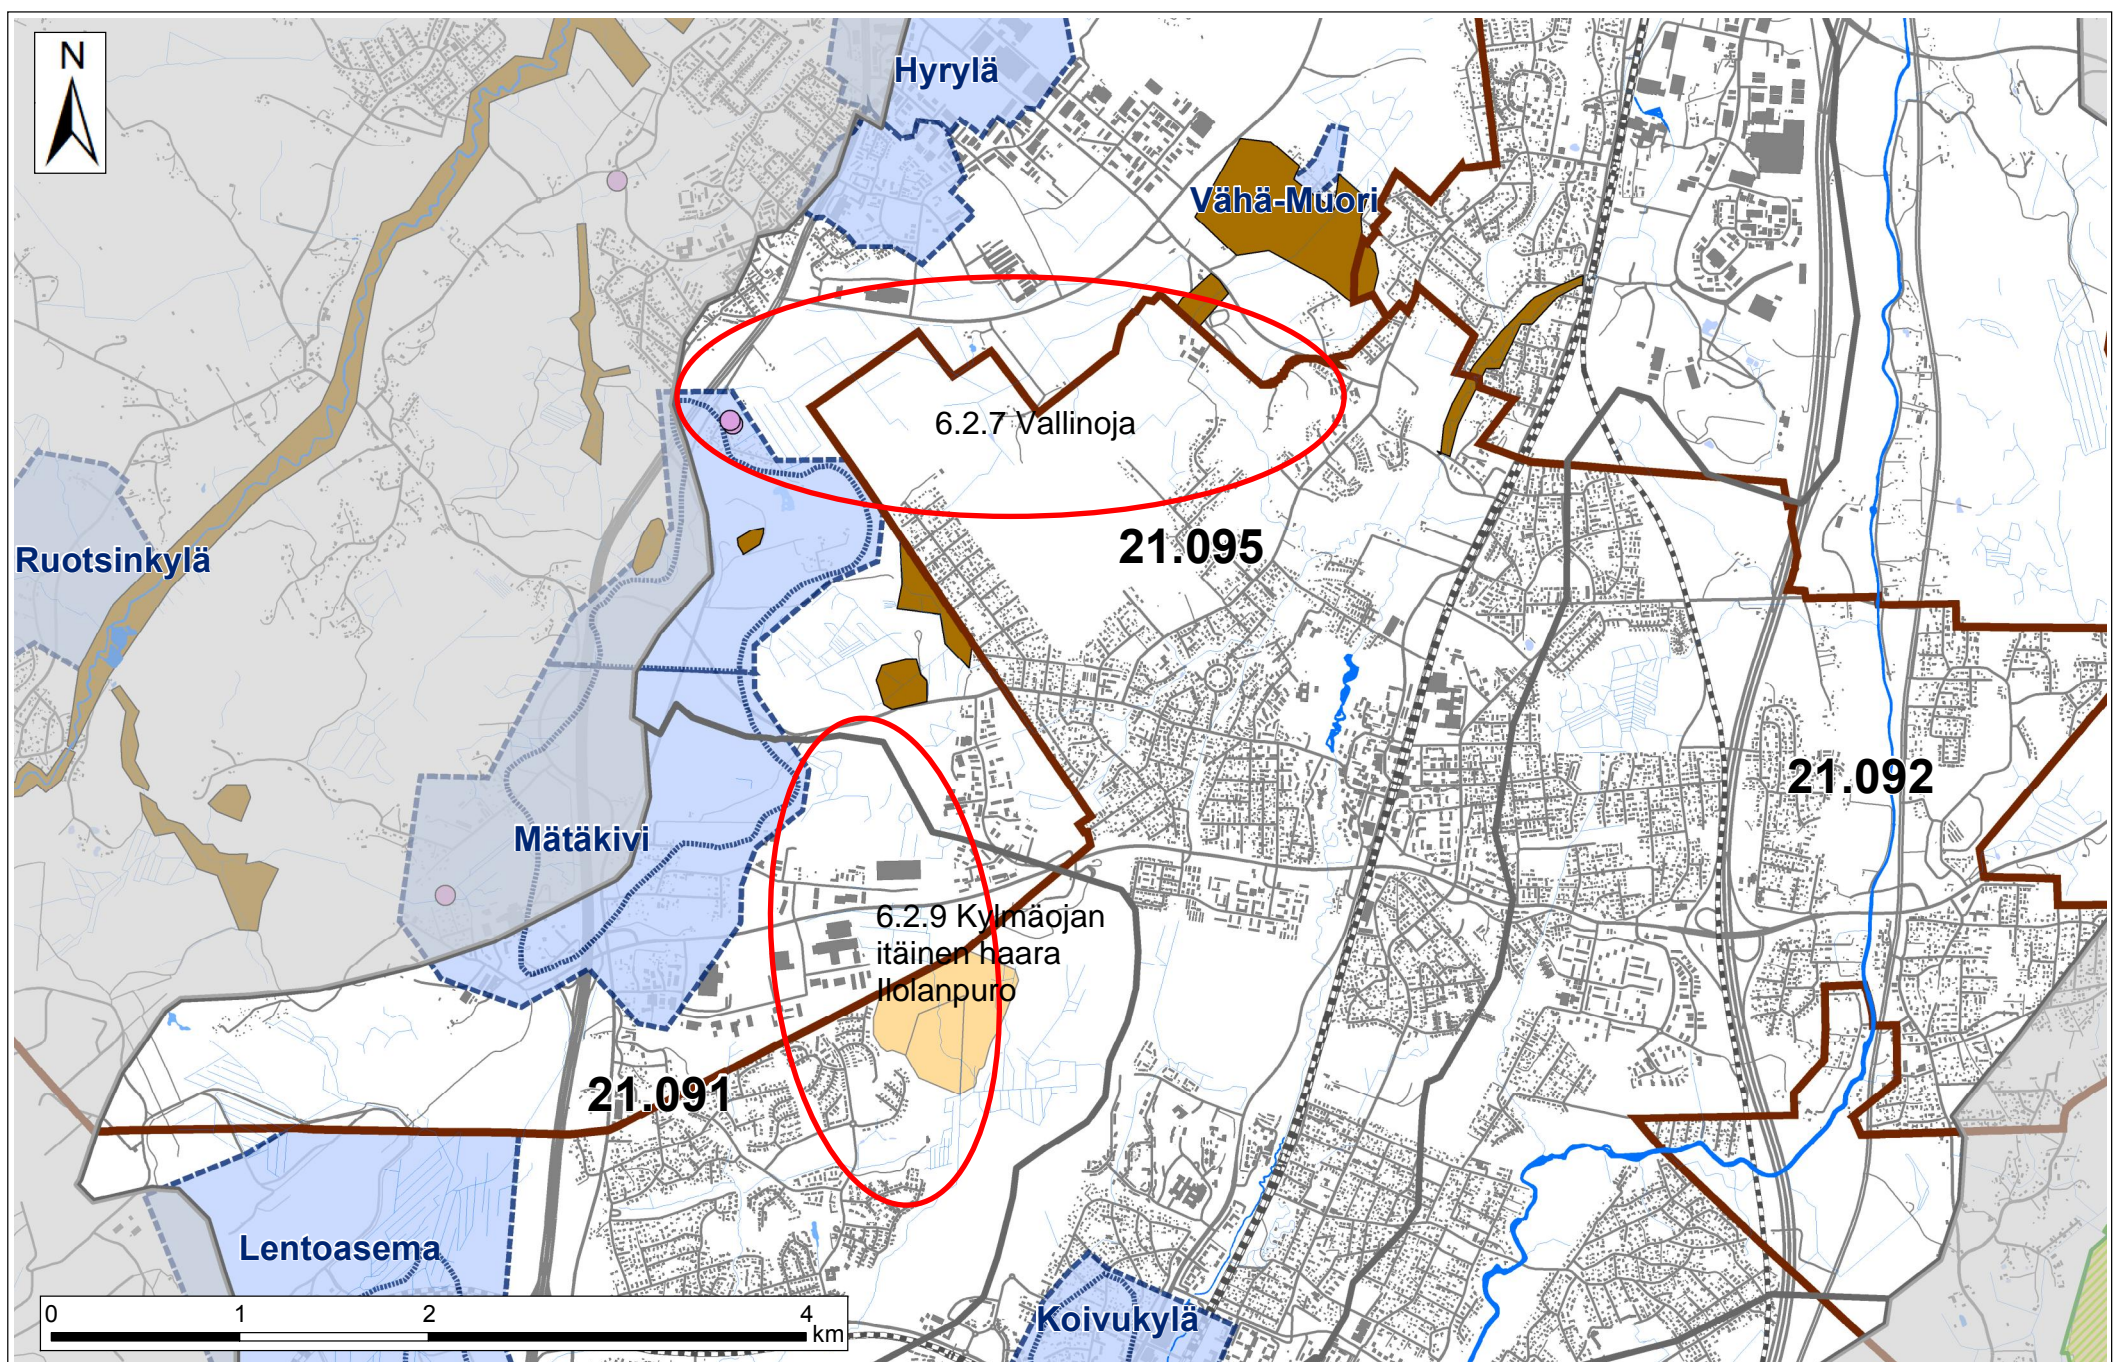 N
Hyrylä
Vähä-Muori
6.2.7 Vallinoja
Ruotsinkylä
21.095
21.092
Mätäkivi
6.2.9 Kylmäojan
itäinen haara
Ilolanpuro
21.091
Lentoasema
Koivukylä
0 1 2 4
km